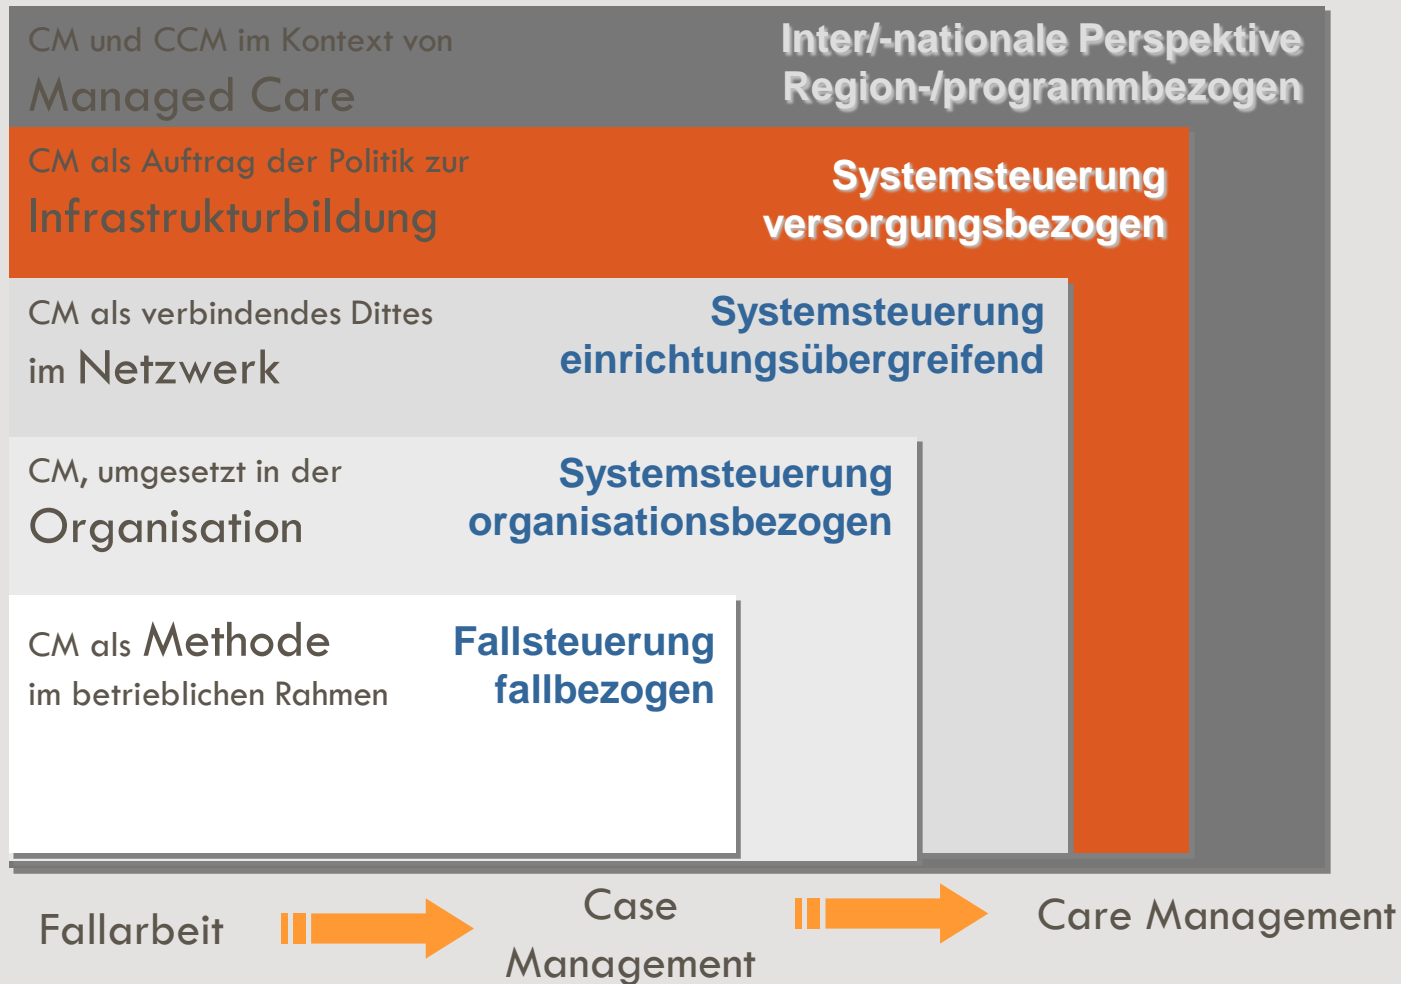 CM und CCM im Kontext von
Managed Care
Inter/-nationale Perspektive
Region-/programmbezogen
CM als Auftrag der Politik zur
Infrastrukturbildung
Systemsteuerung
versorgungsbezogen
CM als verbindendes Dittes
im Netzwerk
Systemsteuerung
einrichtungsübergreifend
CM, umgesetzt in der
Organisation
Systemsteuerung
organisationsbezogen
CM als Methode
im betrieblichen Rahmen
Fallsteuerung
fallbezogen
Fallarbeit
Case
Management
Care Management